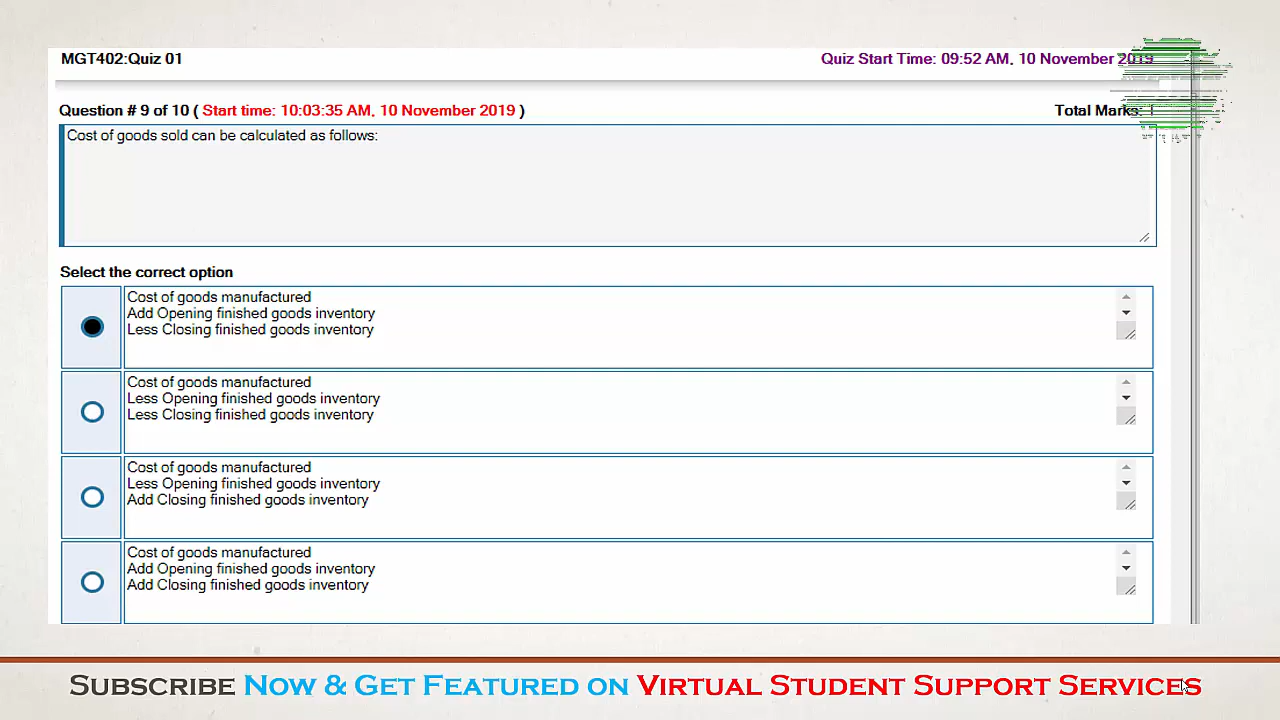 MGT402:Quiz 01
Quiz Start Time: 09:52 AM, 10 November 2019
Question # 9 of 10 ( Start time: 10:03:35 AM, 10 November 2019 )
Total Marks: 1
Cost of goods sold can be calculated as follows:
Select the correct option
Cost of goods manufactured
Add Opening finished goods inventory
Less Closing finished goods inventory
Cost of goods manufactured
Less Opening finished goods inventory
Less Closing finished goods inventory
Cost of goods manufactured
Less Opening finished goods inventory
Add Closing finished goods inventory
Cost of goods manufactured
Add Opening finished goods inventory
Add Closing finished goods inventory
Subscribe Now & Get Featured on Virtual Student Support Services